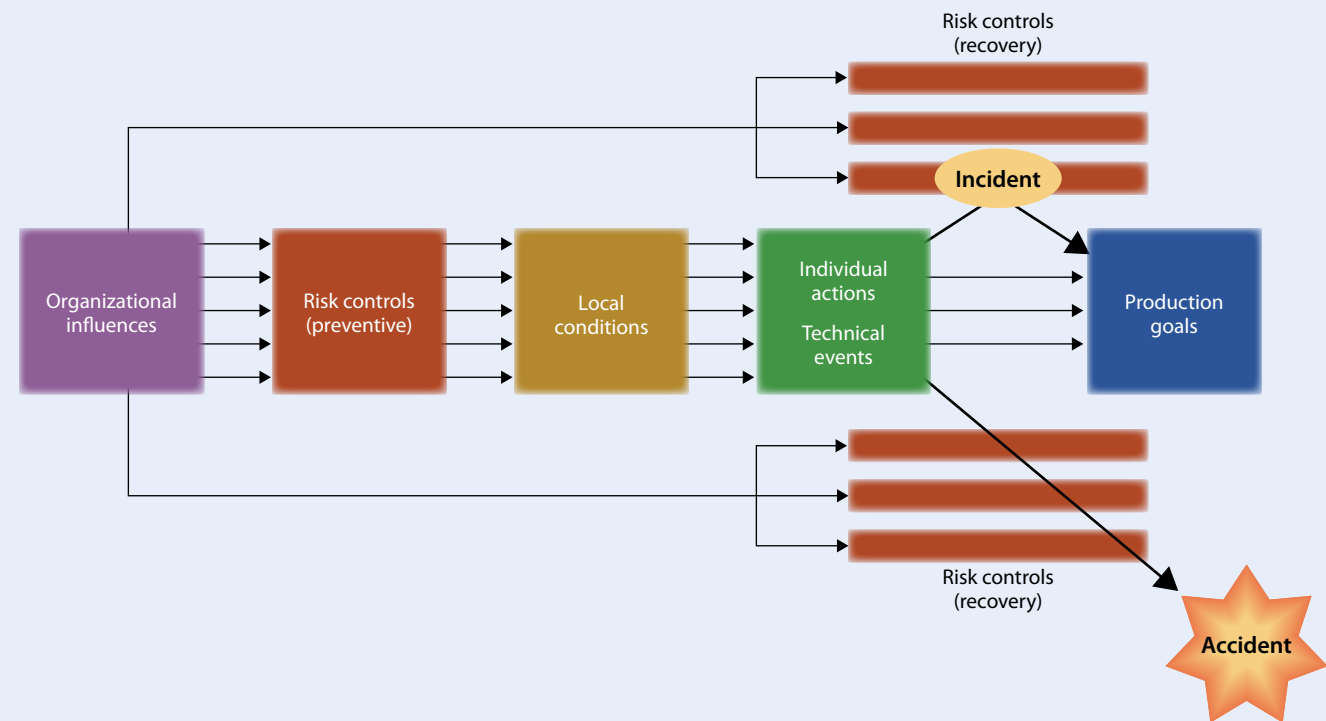 Risk controls
(recovery)
Incident
Organizational
influences
Risk controls
(preventive)
Local
conditions
Individual
actions
Technical
events
Production
goals
Risk controls
(recovery)
Accident